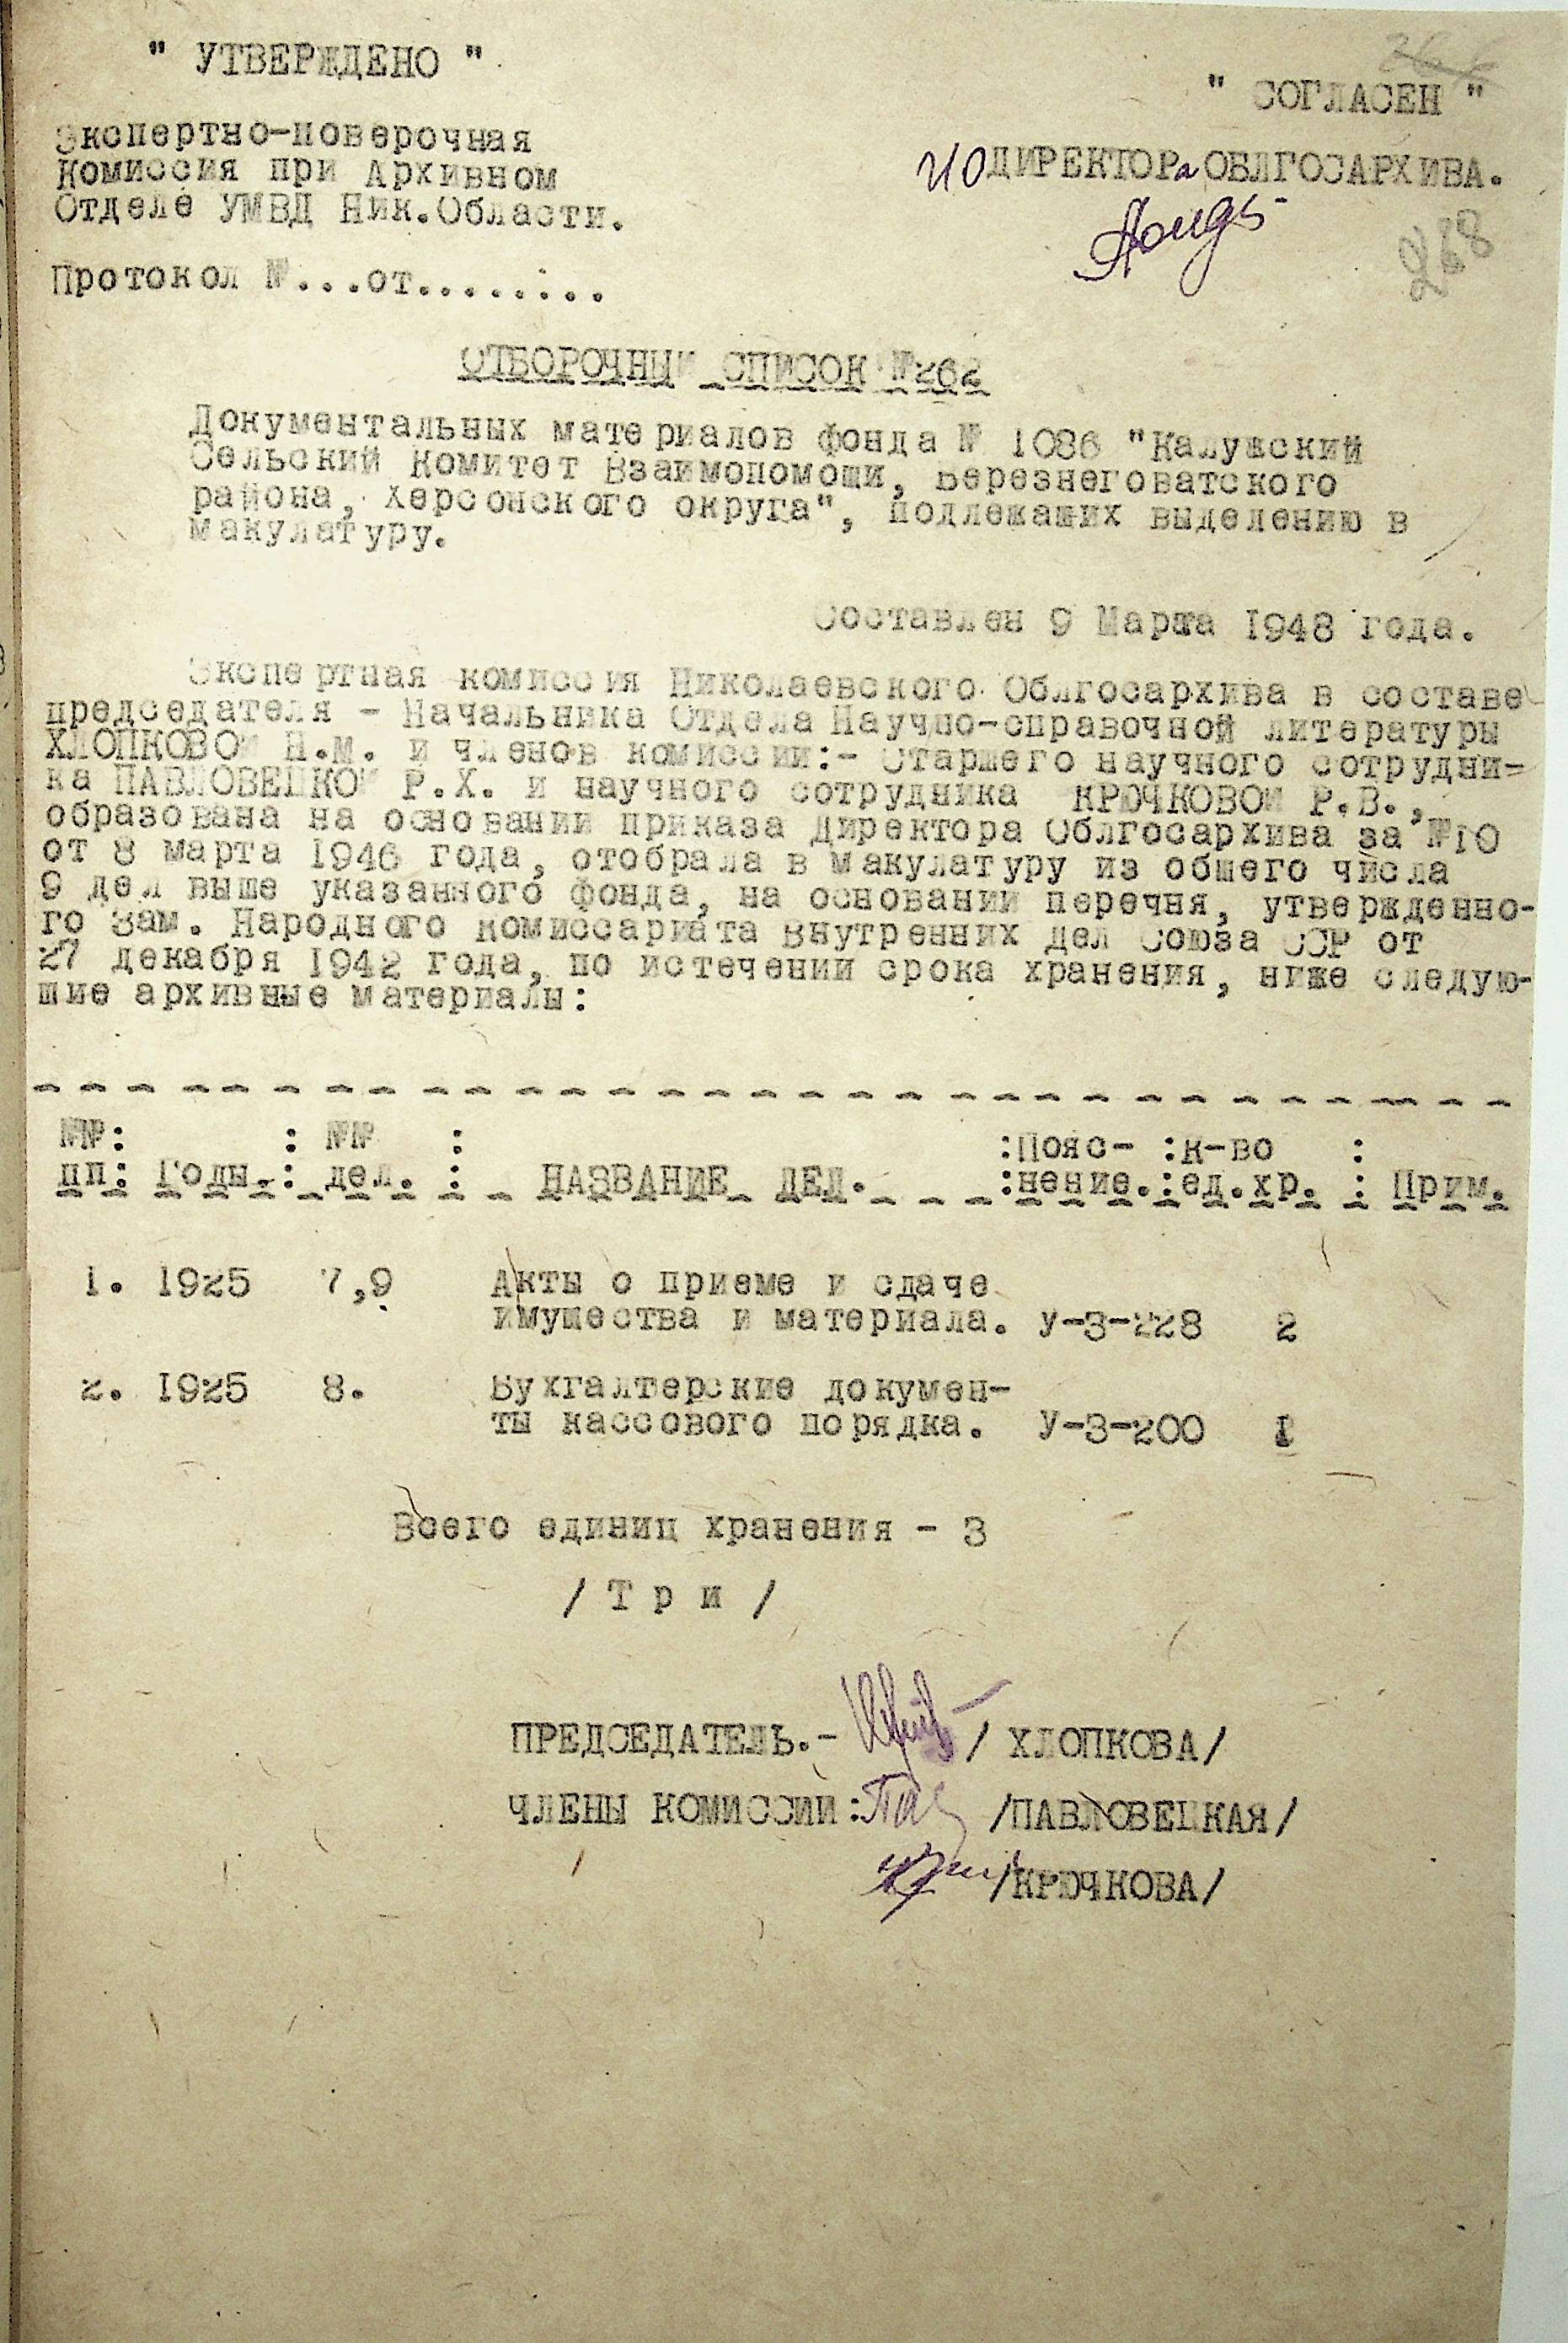 " УТВЕРЖДЕНО "
Экспертно-поверочная
Комиссия при Архивном
Отделе УМВД Ник.Области.
Протокол №...от........
" СОГЛАСЕН "
ИО ДИРЕКТОРа ОБЛГОСАРХИВА.
268
ОТБОРОЧНЫЙ СПИСОК №262
Документальных материалов фонда № 1086 "Калужский
Сельский Комитет Взаимопомощи, Березнеговатского
района, Херсонского округа", подлежащих выделению в
макулатуру.
Составлен 9 Марта 1948 года.
Экспертная комиссия Николаевского Облгосархива в составе
председателя - Начальника Отдела Научно-справочной литературы
ХЛОПКОВОЙ Н.М. и членов комиссии:- Старшего научного сотрудни-
ка ПАВЛОВЕЦКОЙ Р.Х. и научного сотрудника КРЮЧКОВОЙ Р.В.,
образована на основании приказа Директора Облгосархива за №10
от 8 марта 1946 года, отобрала в макулатуру из общего числа
9 дел выше указанного фонда, на основании перечня, утвержденно-
го Зам. Народного Комиссариата Внутренних Дел Союза ССР от
27 декабря 1942 года, по истечении срока хранения, ниже следую-
щие архивные материалы:
№№: : №№ : :Пояс- :К-во :
пп: Годы.: дел. : НАЗВАНИЕ ДЕЛ. :нение.:ед.хр. : Прим.
1. 1925 7,9 Акты о приеме и сдаче
имущества и материала. У-3-228 2
2. 1925 8. Бухгалтерские докумен-
ты кассового порядка. У-3-200 1
Всего единиц хранения - 3
/ Т р и /
ПРЕДСЕДАТЕЛЬ.- / ХЛОПКОВА/
ЧЛЕНЫ КОМИССИИ: Пав /ПАВЛОВЕЦКАЯ/
/КРЮЧКОВА/